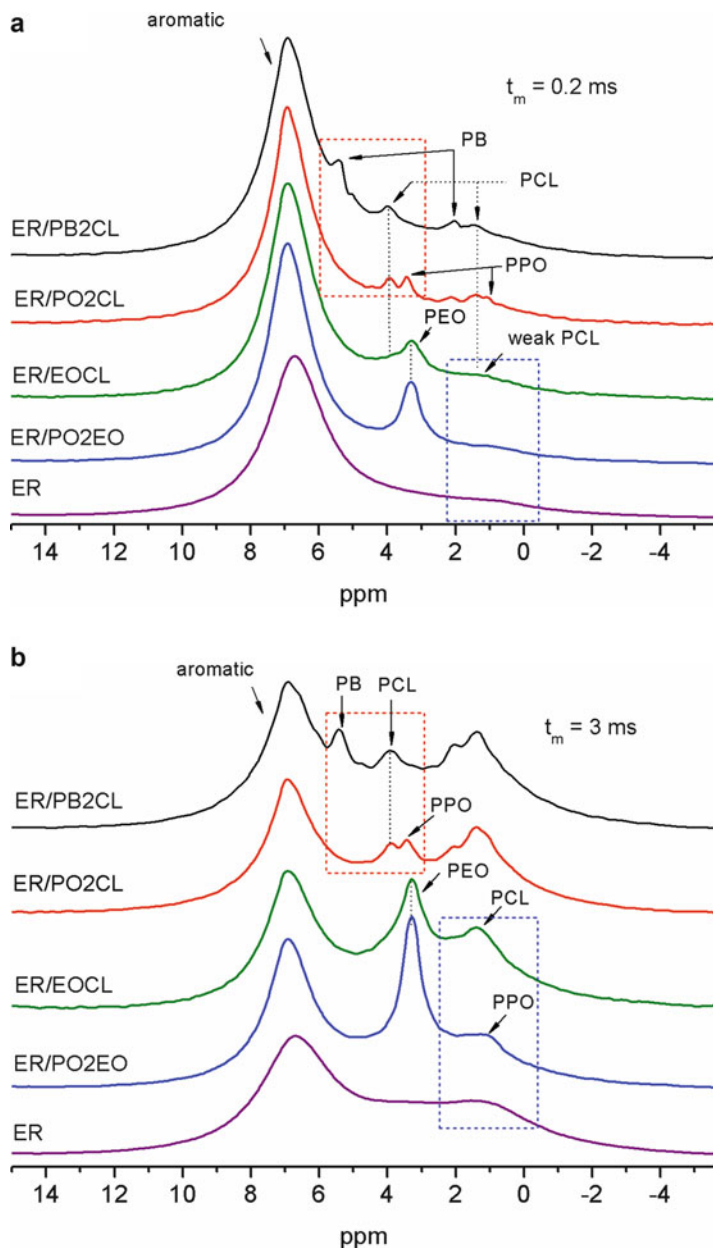 a
aromatic
t_m = 0.2 ms
PB
PCL
ER/PB2CL
PPO
ER/PO2CL
PEO
weak PCL
ER/EOCL
ER/PO2EO
ER
14 12 10 8 6 4 2 0 -2 -4
ppm
b
aromatic
PB PCL
t_m = 3 ms
ER/PB2CL
PPO
ER/PO2CL
PEO
PCL
ER/EOCL
PPO
ER/PO2EO
ER
14 12 10 8 6 4 2 0 -2 -4
ppm